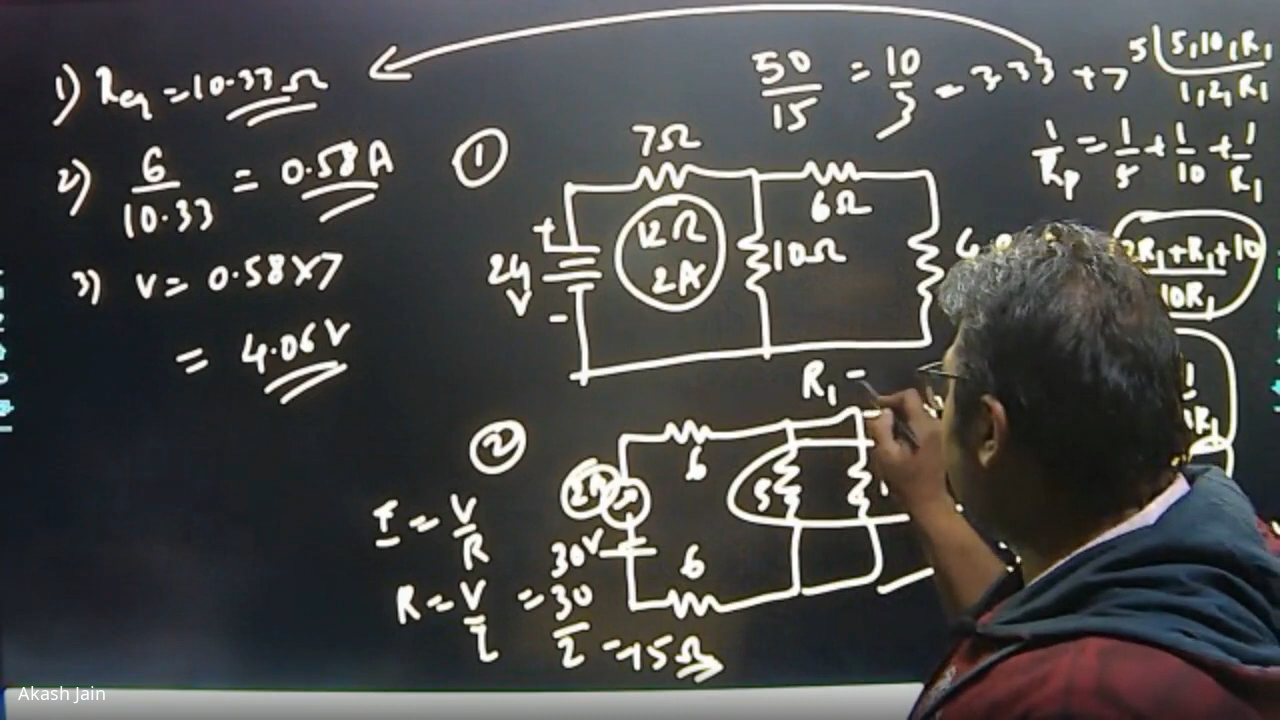 1) Req = 10.33 Ω
2) 6/10.33 = 0.58 A
3) V = 0.58 × 7
= 4.06 V
50/15 = 10/3 = 3.33 + 7
5 | 5, 10, R₁
1, 2, R₁
1/Rp = 1/5 + 1/10 + 1/R₁
2R₁ + R₁ + 10
10R₁
①
7Ω
6Ω
12Ω
2A
10Ω
24
V
+
-
R₁ -
②
6
5
30V
6
I = V/R
R = V/I = 30/2 = 15Ω
Akash Jain